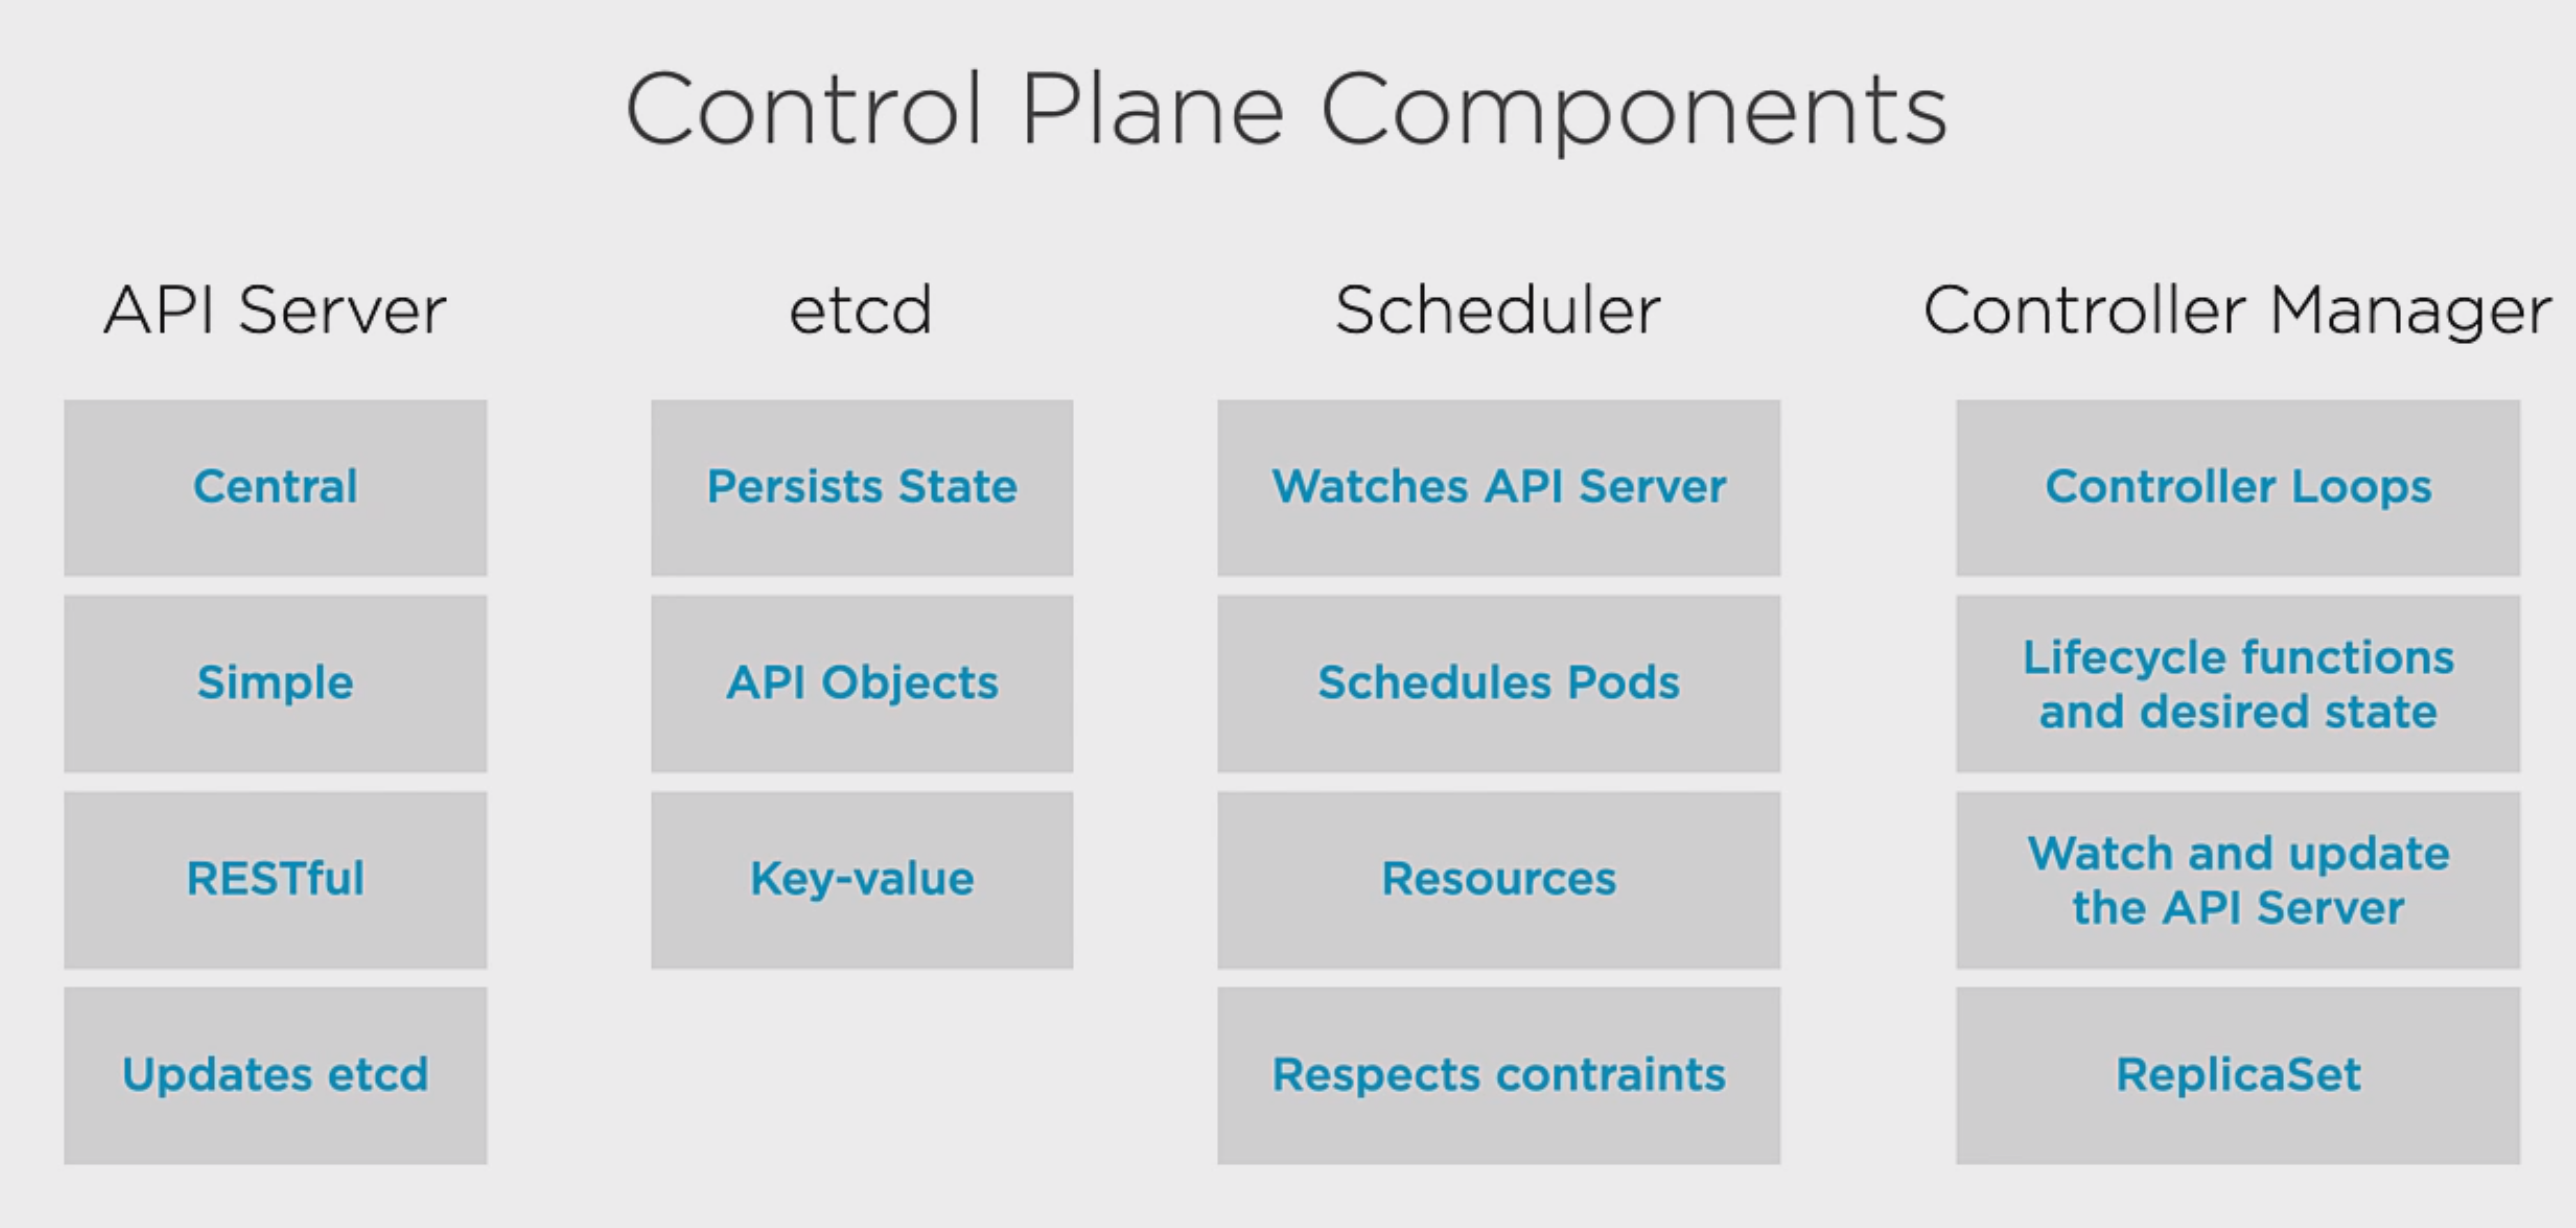 Control Plane Components
API Server
Central
Simple
RESTful
Updates etcd
etcd
Persists State
API Objects
Key-value
Scheduler
Watches API Server
Schedules Pods
Resources
Respects contraints
Controller Manager
Controller Loops
Lifecycle functions
and desired state
Watch and update
the API Server
ReplicaSet